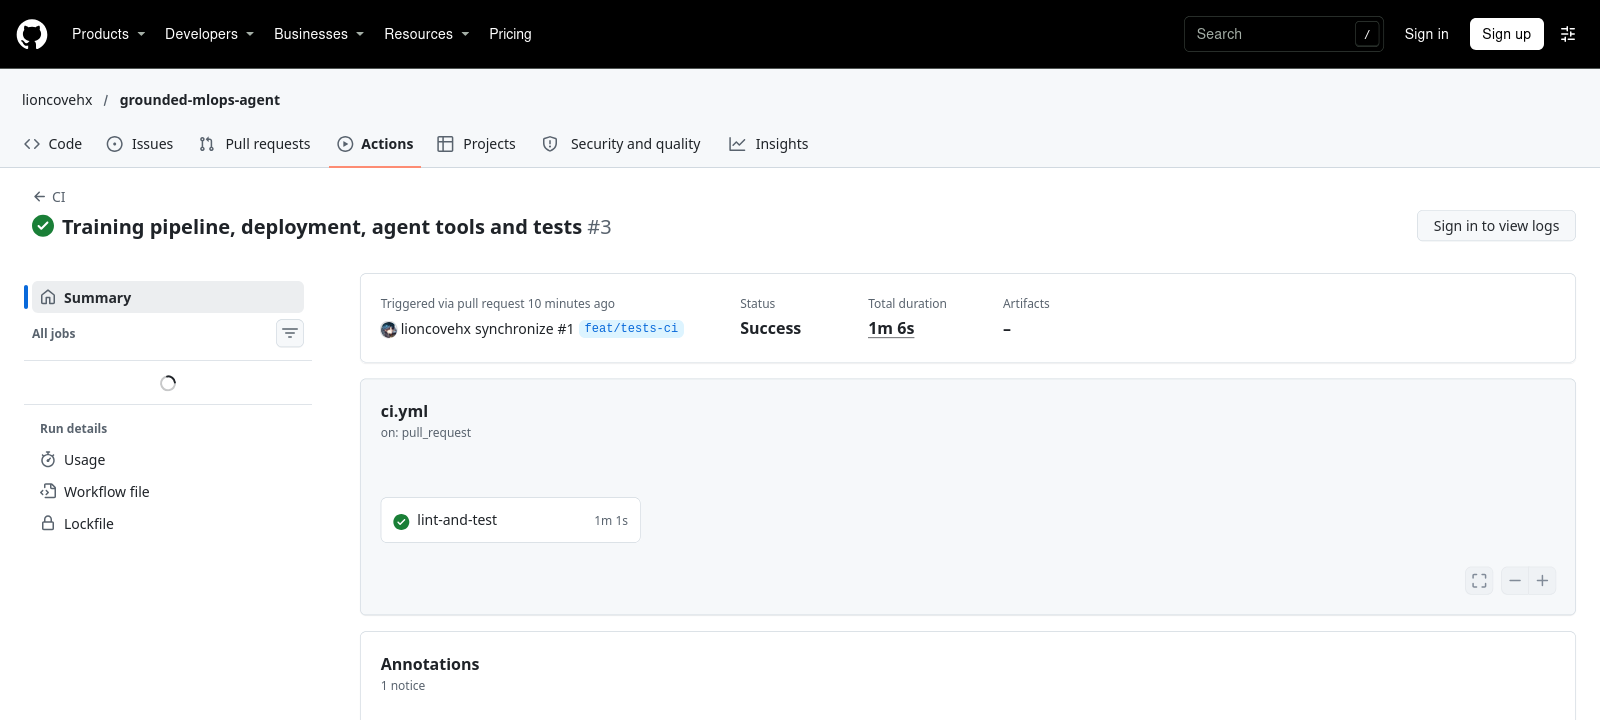 Products Developers Businesses Resources Pricing Search / Sign in Sign up
lioncovehx / grounded-mlops-agent
Code Issues Pull requests Actions Projects Security and quality Insights
CI
Training pipeline, deployment, agent tools and tests #3
Sign in to view logs
Summary
All jobs
Run details
Usage
Workflow file
Lockfile
Triggered via pull request 10 minutes ago Status Total duration Artifacts
lioncovehx synchronize #1 feat/tests-ci Success 1m 6s –
ci.yml
on: pull_request
lint-and-test 1m 1s
Annotations
1 notice